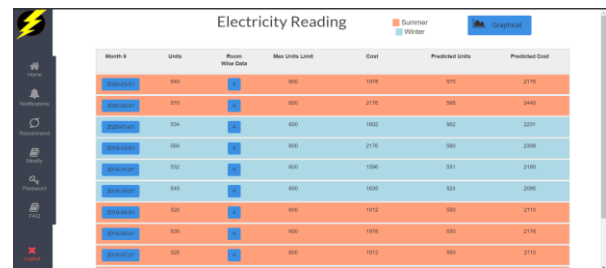 Electricity Reading
Summer
Winter
Graphical
Home
Notifications
Recommend
Modify
Password
FAQ
Logout
Month & Units Room Wise Data Max Units Limit Cost Predicted Units Predicted Cost
2020-03-01 540 + 600 1978 570 2176
2020-02-01 570 + 600 2176 595 2440
2020-01-01 534 + 600 1602 562 2231
2019-12-01 560 + 600 2176 580 2308
2019-11-01 532 + 600 1596 531 2185
2019-10-01 545 + 600 1635 524 2095
2019-09-01 520 + 600 1912 550 2110
2019-08-01 530 + 600 1978 530 2176
2019-07-01 520 + 600 1912 550 2110